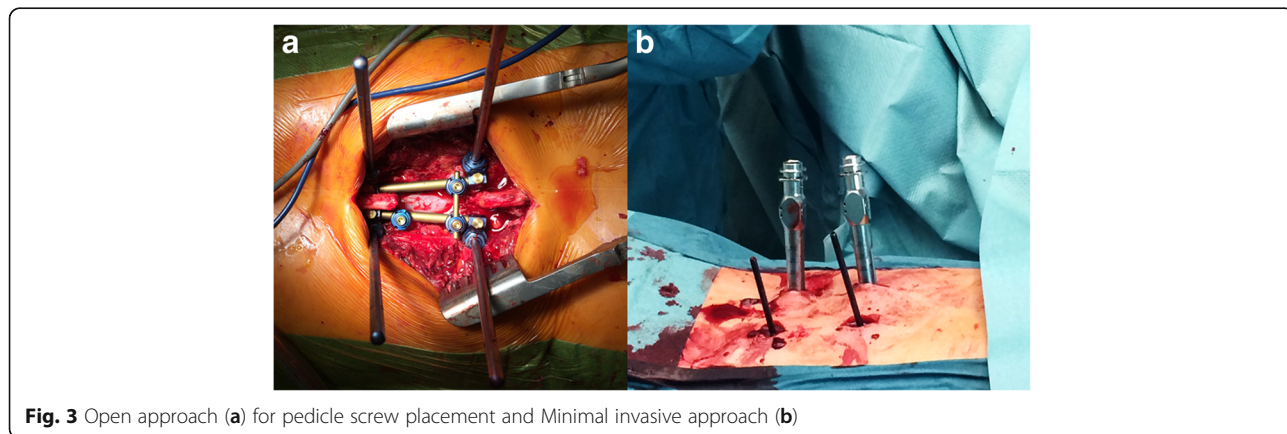 a
b
Fig. 3 Open approach (a) for pedicle screw placement and Minimal invasive approach (b)